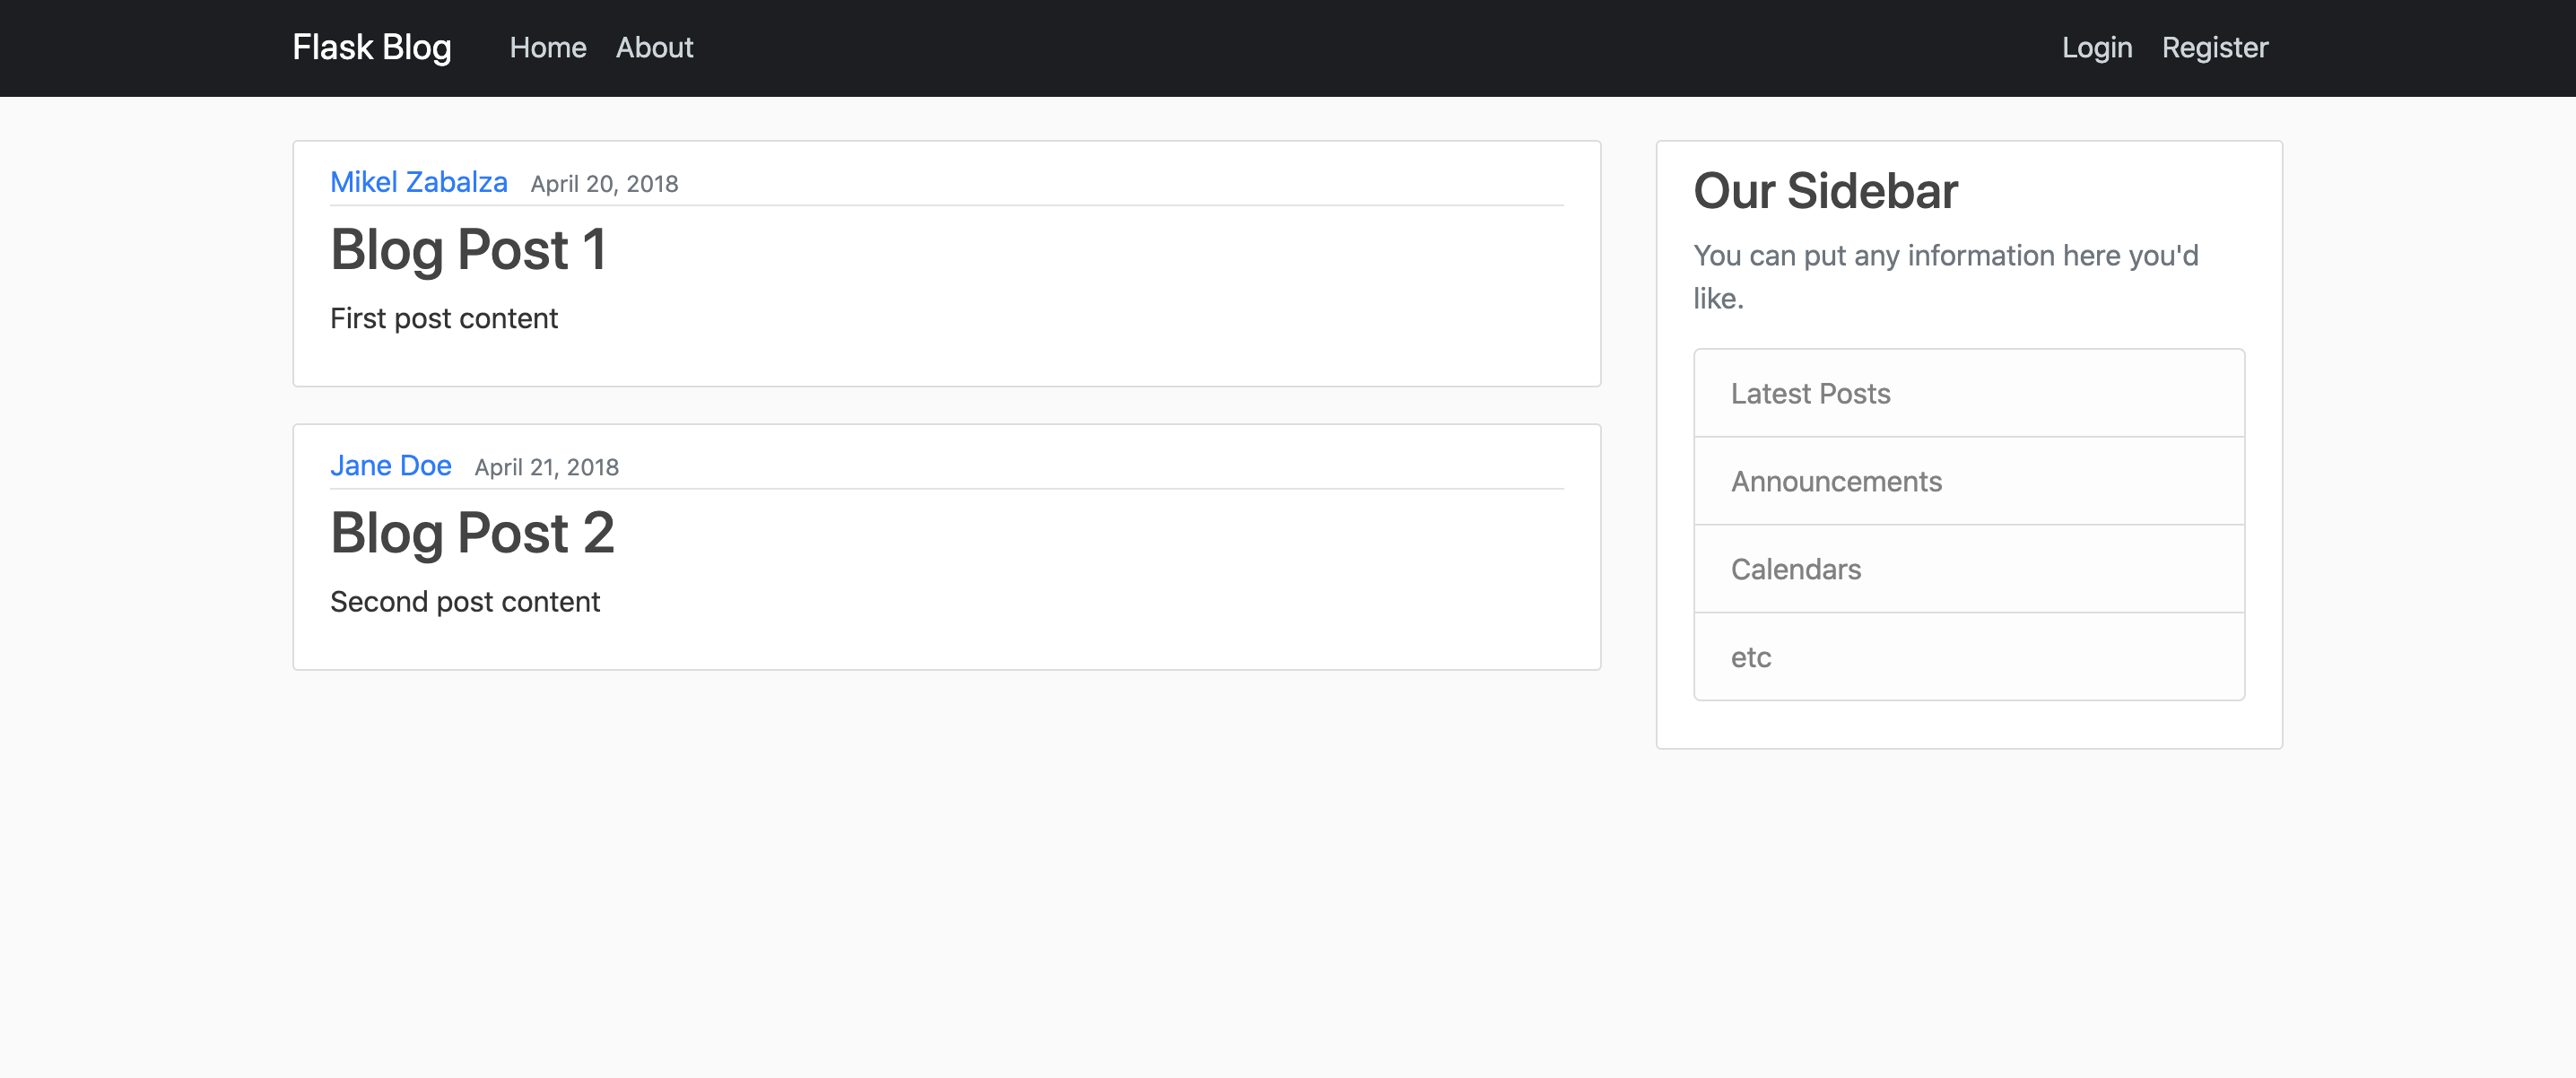 Flask Blog Home About Login Register
Mikel Zabalza April 20, 2018
Blog Post 1
First post content
Jane Doe April 21, 2018
Blog Post 2
Second post content
Our Sidebar
You can put any information here you'd
like.
Latest Posts
Announcements
Calendars
etc